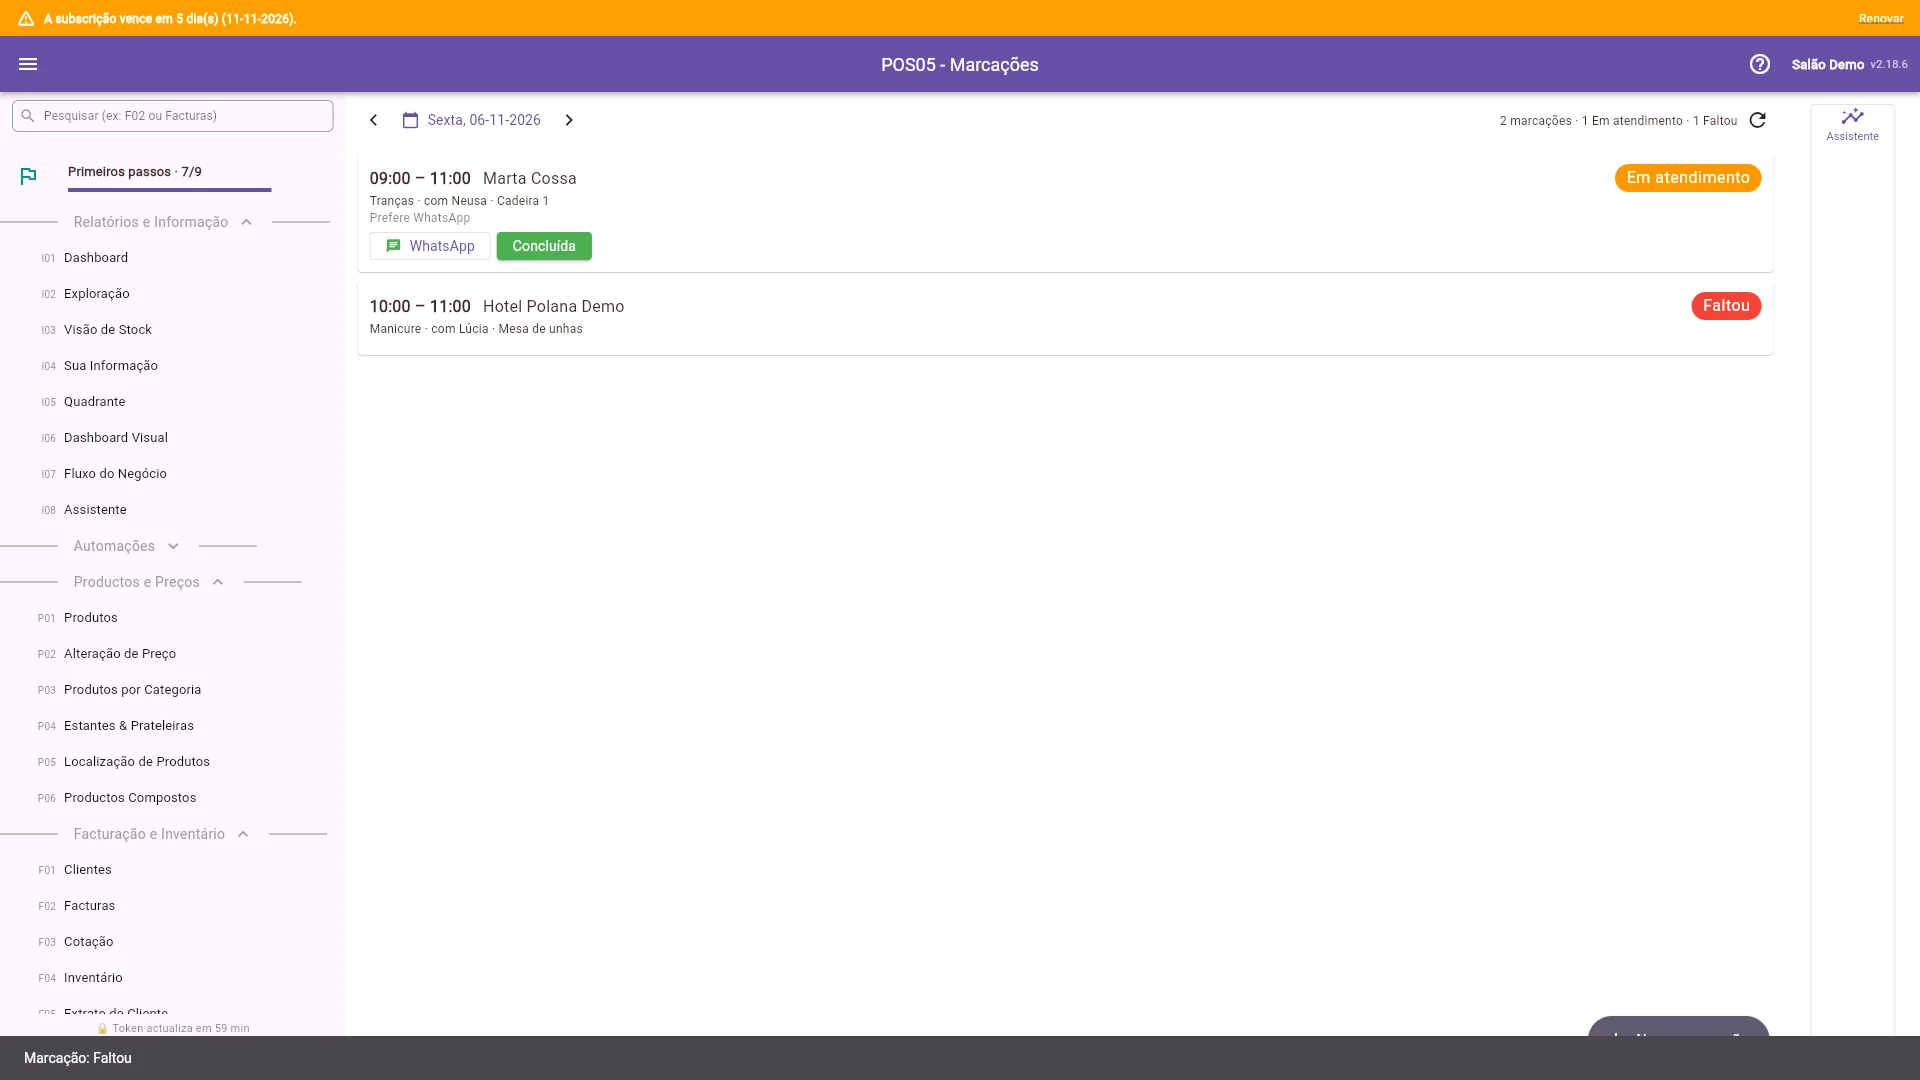 A subscrição vence em 5 dia(s) (11-11-2026).
Renovar
POS05 - Marcações
Salão Demo v2.18.6
Pesquisar (ex: F02 ou Facturas)
Primeiros passos · 7/9
Relatórios e Informação
I01 Dashboard
I02 Exploração
I03 Visão de Stock
I04 Sua Informação
I05 Quadrante
I06 Dashboard Visual
I07 Fluxo do Negócio
I08 Assistente
Automações
Productos e Preços
P01 Produtos
P02 Alteração de Preço
P03 Produtos por Categoria
P04 Estantes & Prateleiras
P05 Localização de Produtos
P06 Productos Compostos
Facturação e Inventário
F01 Clientes
F02 Facturas
F03 Cotação
F04 Inventário
F05 Extrato de Cliente
Token actualiza em 59 min
Sexta, 06-11-2026
2 marcações · 1 Em atendimento · 1 Faltou
09:00 – 11:00 Marta Cossa
Em atendimento
Tranças · com Neusa · Cadeira 1
Prefere WhatsApp
WhatsApp
Concluída
10:00 – 11:00 Hotel Polana Demo
Faltou
Manicure · com Lúcia · Mesa de unhas
Assistente
Marcação: Faltou